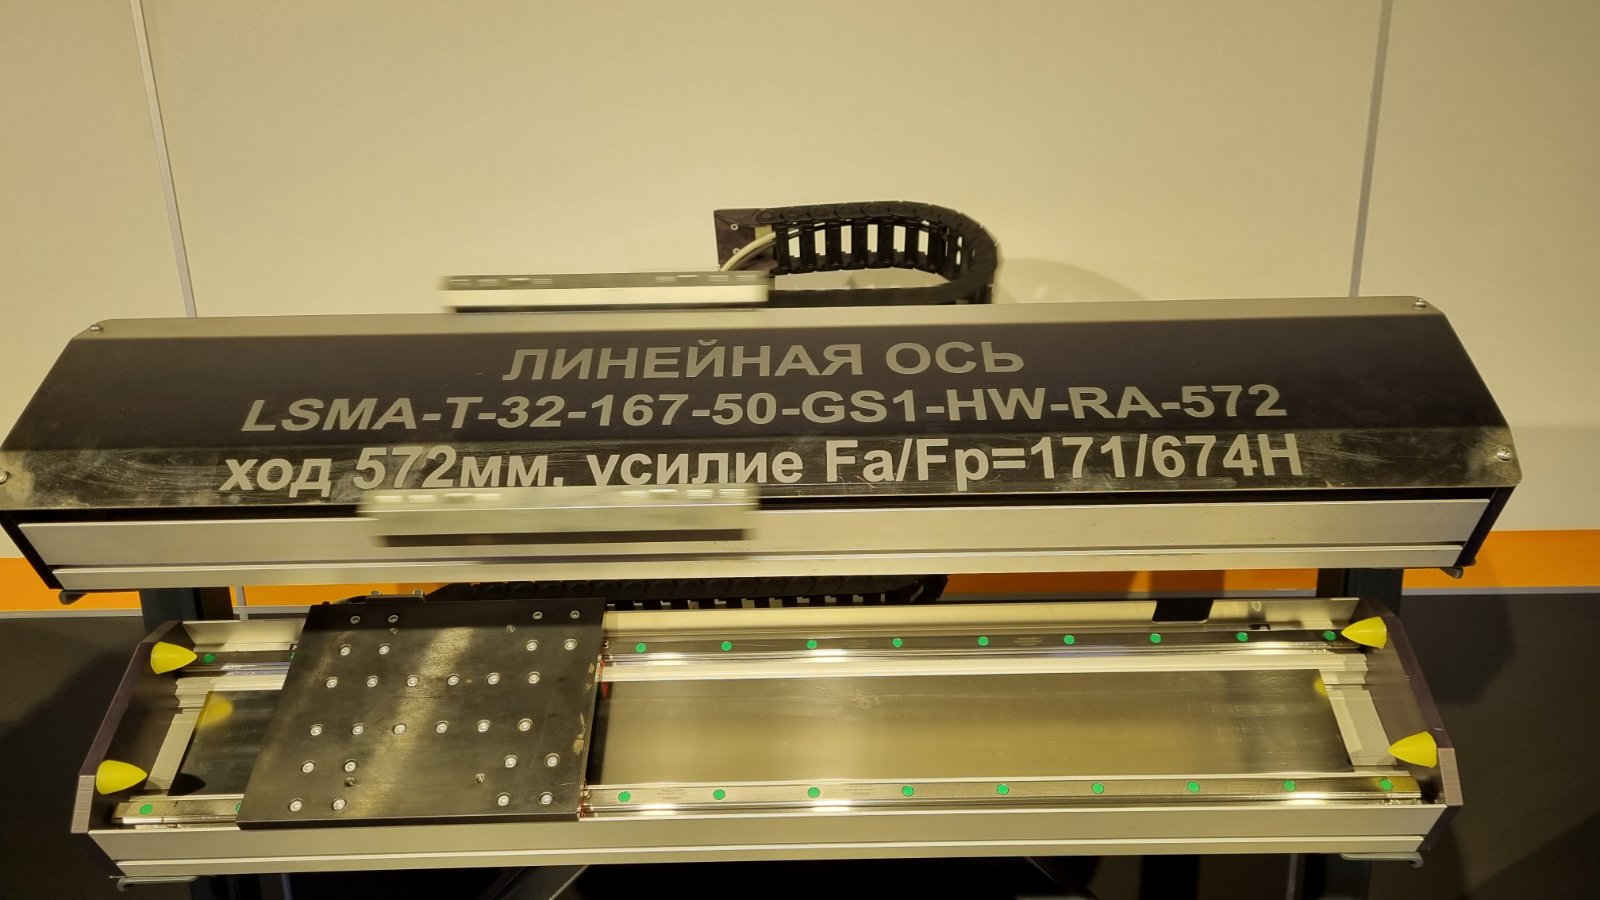 ЛИНЕЙНАЯ ОСЬ
LSMA-T-32-167-50-GS1-HW-RA-572
ход 572мм, усилие Fa/Fp=171/674Н